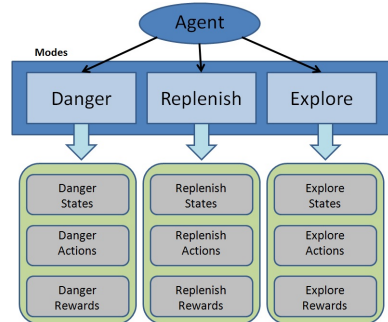 Agent
Modes
Danger
Replenish
Explore
Danger
States
Replenish
States
Explore
States
Danger
Actions
Replenish
Actions
Explore
Actions
Danger
Rewards
Replenish
Rewards
Explore
Rewards